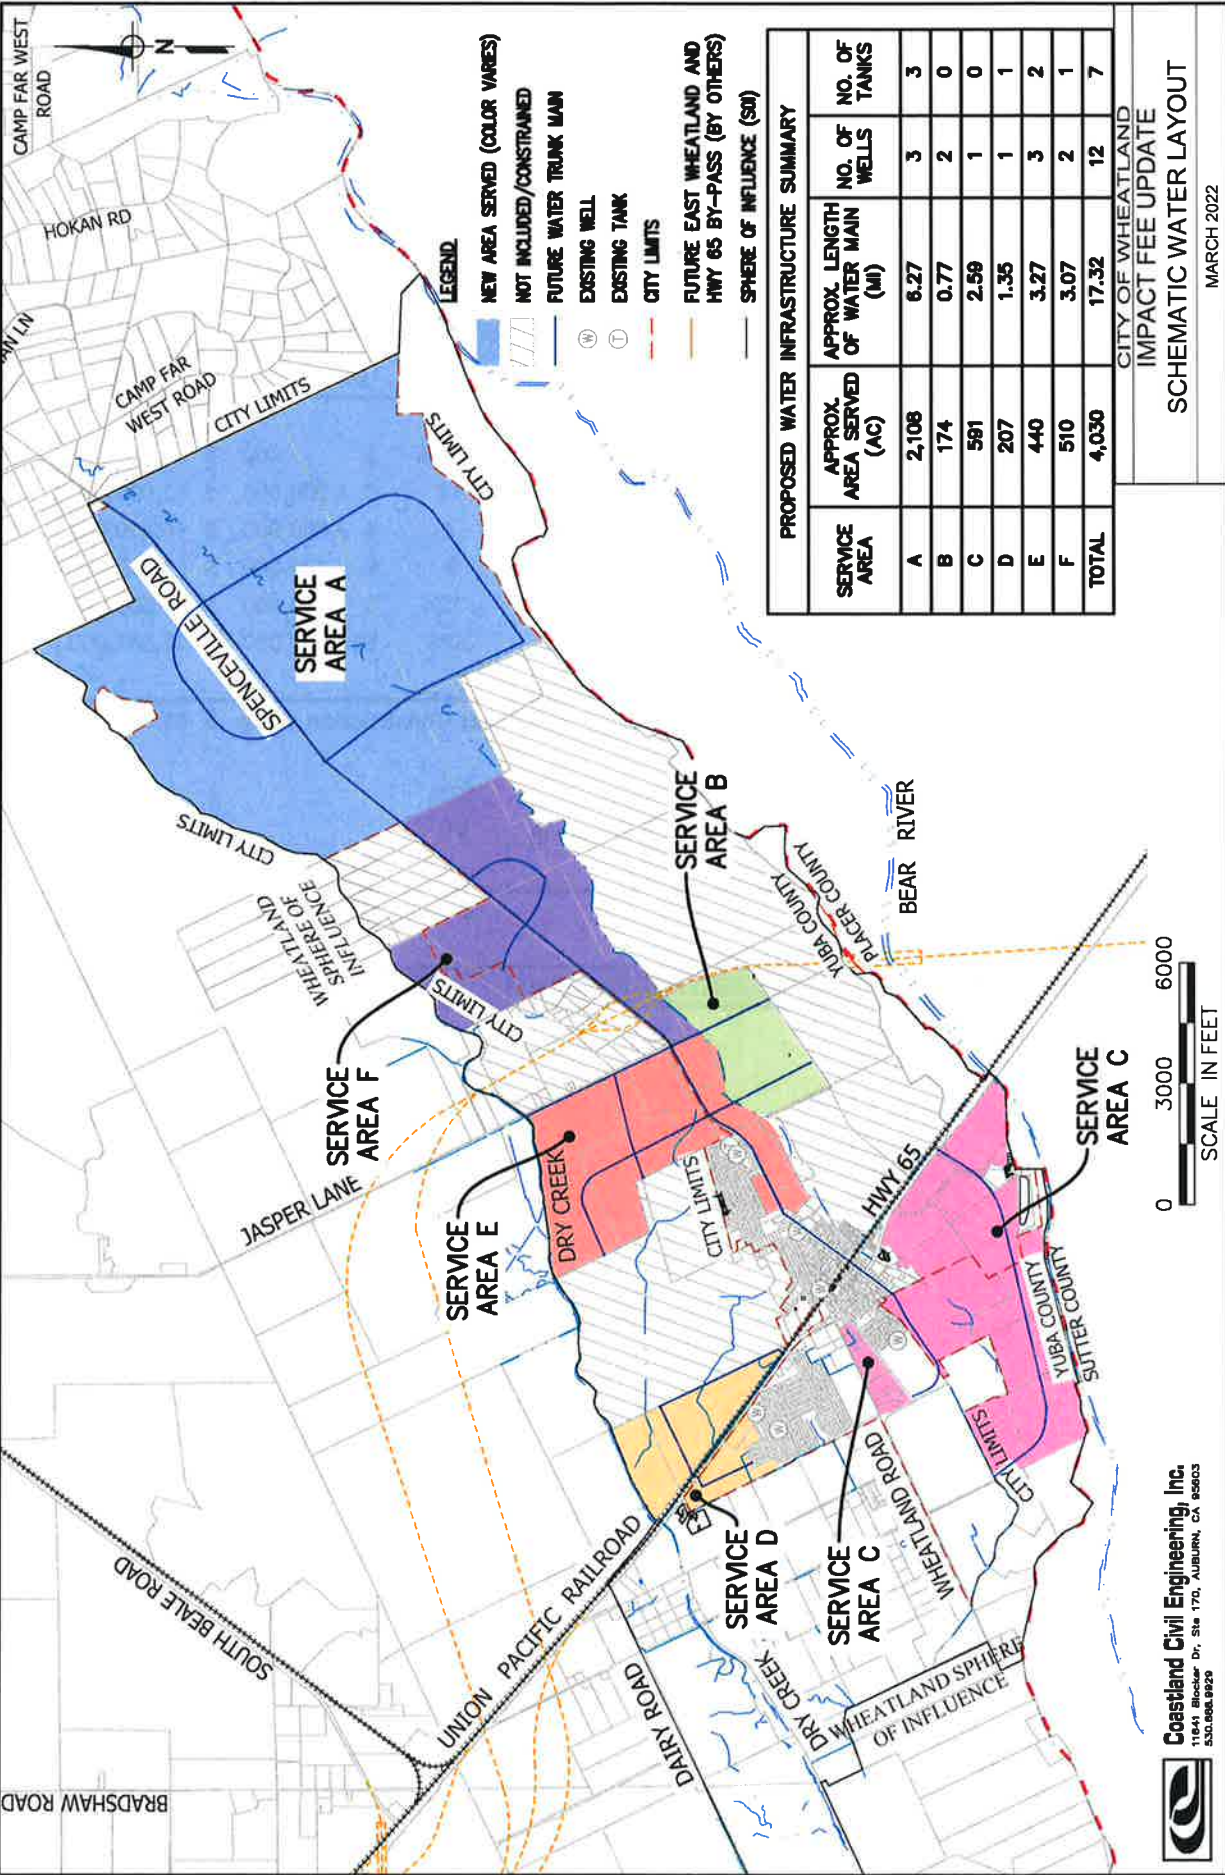 CAMP FAR WEST
ROAD
N
HOKAN RD
CAMP FAR
WEST ROAD
CITY LIMITS
CITY LIMITS
SPENCEVILLE ROAD
SERVICE
AREA A
CITY LIMITS
WHEATLAND
SPHERE OF
INFLUENCE
CITY LIMITS
SERVICE
AREA F
SERVICE
AREA B
JASPER LANE
SERVICE
AREA E
DRY CREEK
CITY LIMITS
YUBA COUNTY
PLACER COUNTY
BEAR RIVER
HWY 65
SERVICE
AREA C
YUBA COUNTY
SUTTER COUNTY
CITY LIMITS
SERVICE
AREA D
SERVICE
AREA C
WHEATLAND ROAD
SOUTH BEALE ROAD
UNION PACIFIC RAILROAD
DAIRY ROAD
DRY CREEK
WHEATLAND SPHERE
OF INFLUENCE
BRADSHAW ROAD
LEGEND
NEW AREA SERVED (COLOR VARIES)
NOT INCLUDED/CONSTRAINED
FUTURE WATER TRUNK MAIN
W EXISTING WELL
T EXISTING TANK
CITY LIMITS
FUTURE EAST WHEATLAND AND
HWY 65 BY-PASS (BY OTHERS)
SPHERE OF INFLUENCE (SOI)
PROPOSED WATER INFRASTRUCTURE SUMMARY
SERVICE AREA APPROX. AREA SERVED (AC) APPROX. LENGTH OF WATER MAIN (MI) NO. OF WELLS NO. OF TANKS
A 2,108 6.27 3 3
B 174 0.77 2 0
C 591 2.59 1 0
D 207 1.35 1 1
E 440 3.27 3 2
F 510 3.07 2 1
TOTAL 4,030 17.32 12 7
0 3000 6000
SCALE IN FEET
CITY OF WHEATLAND
IMPACT FEE UPDATE
SCHEMATIC WATER LAYOUT
MARCH 2022
Coastland Civil Engineering, Inc.
11641 Blocker Dr, Ste 170, AUBURN, CA 95603
530.888.9929